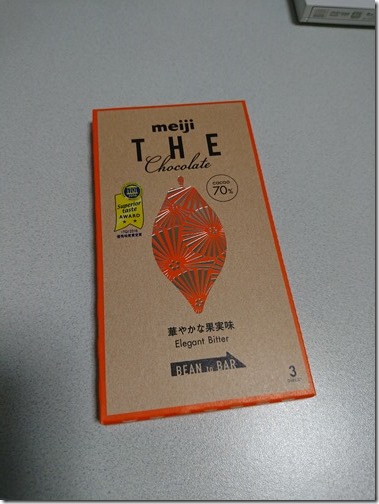 meiji
THE
Chocolate
cacao
70%
Superior
taste
AWARD
華やかな果実味
Elegant Bitter
BEAN to BAR
3